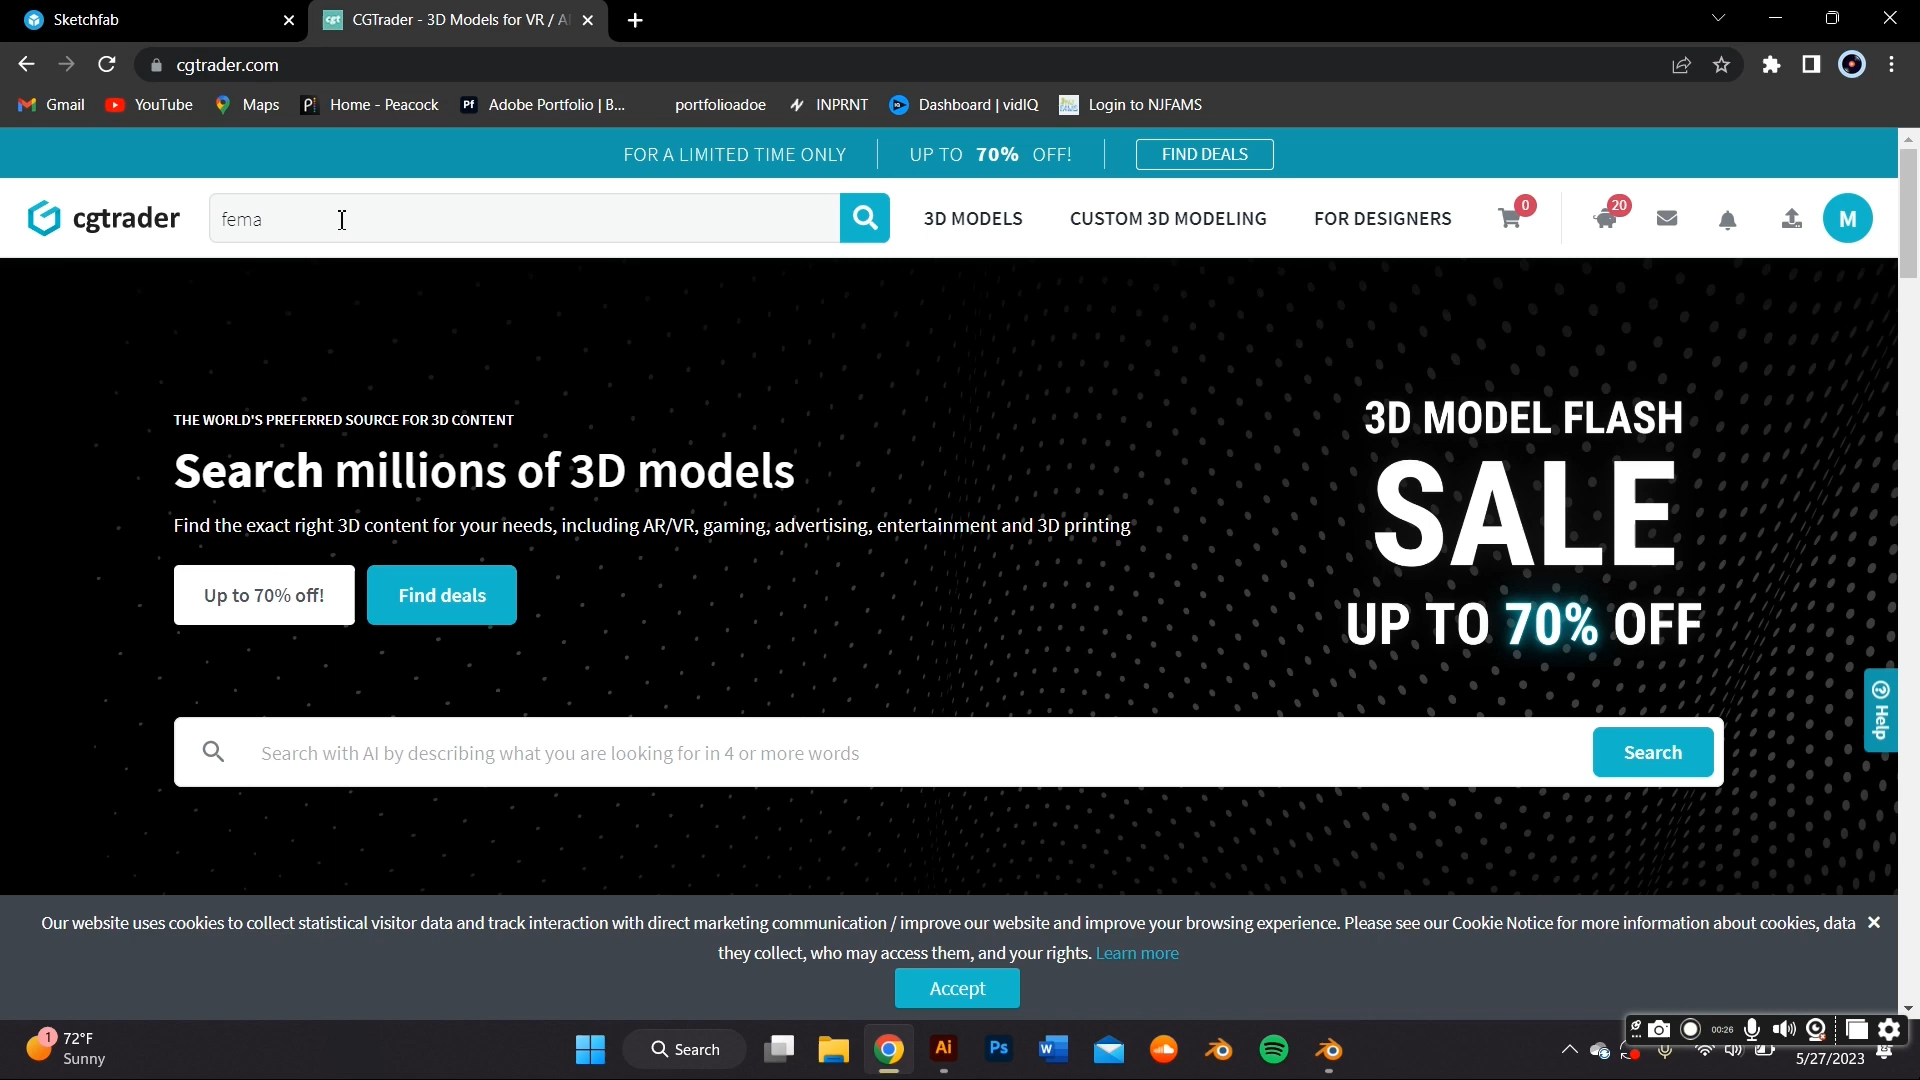 Sketchfab
CGTrader - 3D Models for VR / A
cgtrader.com
Gmail
YouTube
Maps
Home - Peacock
Adobe Portfolio | B...
portfolioadoe
INPRNT
Dashboard | vidIQ
Login to NJFAMS
FOR A LIMITED TIME ONLY
UP TO 70% OFF!
FIND DEALS
cgtrader
fema
3D MODELS
CUSTOM 3D MODELING
FOR DESIGNERS
0
20
M
THE WORLD'S PREFERRED SOURCE FOR 3D CONTENT
Search millions of 3D models
Find the exact right 3D content for your needs, including AR/VR, gaming, advertising, entertainment and 3D printing
Up to 70% off!
Find deals
3D MODEL FLASH
SALE
UP TO 70% OFF
Help
Search with AI by describing what you are looking for in 4 or more words
Search
Our website uses cookies to collect statistical visitor data and track interaction with direct marketing communication / improve our website and improve your browsing experience. Please see our Cookie Notice for more information about cookies, data
they collect, who may access them, and your rights. Learn more
Accept
1
72°F
Sunny
Search
Ai
Ps
W
00:26
5/27/2023